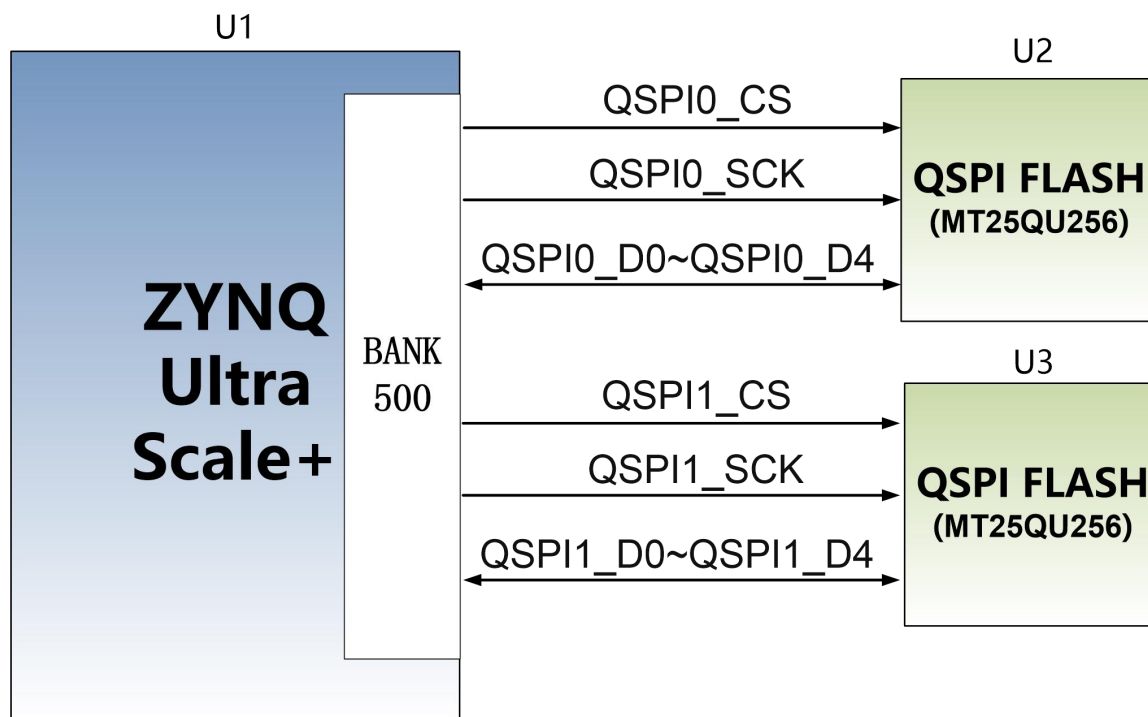 U1
ZYNQ
Ultra
Scale+
BANK
500
QSPI0_CS
QSPI0_SCK
QSPI0_D0~QSPI0_D4
U2
QSPI FLASH
(MT25QU256)
QSPI1_CS
QSPI1_SCK
QSPI1_D0~QSPI1_D4
U3
QSPI FLASH
(MT25QU256)